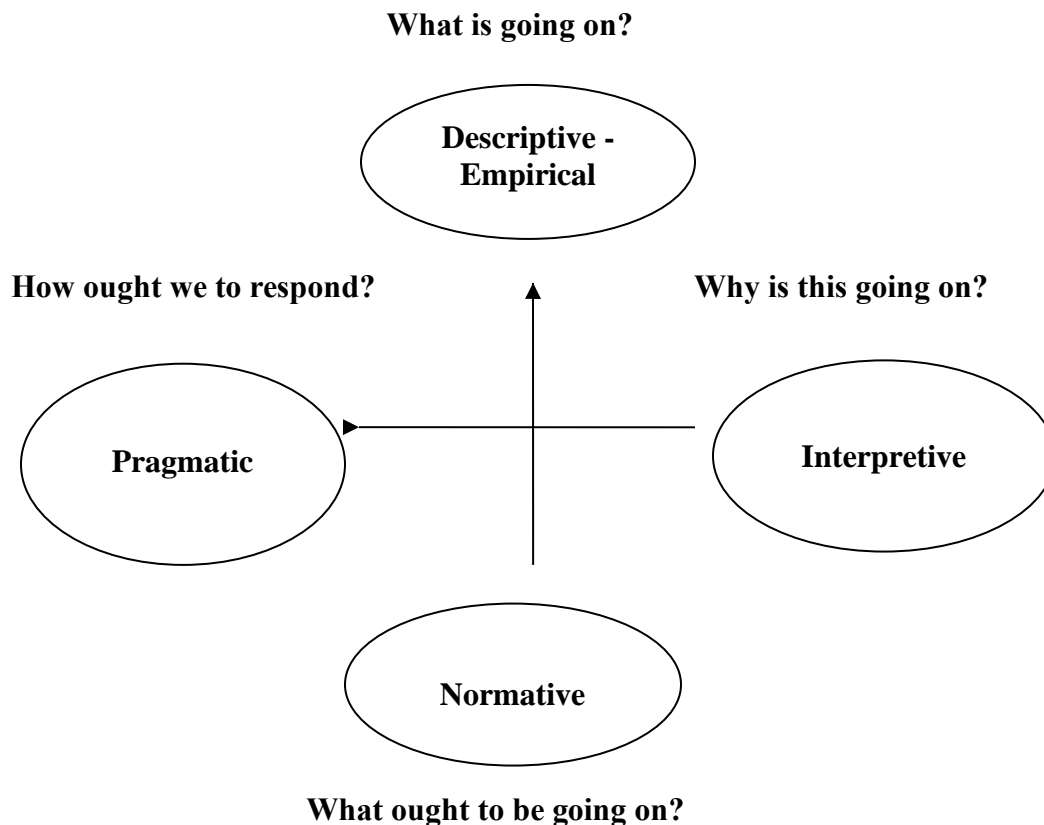 What is going on?
Descriptive -
Empirical
How ought we to respond?
Why is this going on?
Pragmatic
Interpretive
Normative
What ought to be going on?